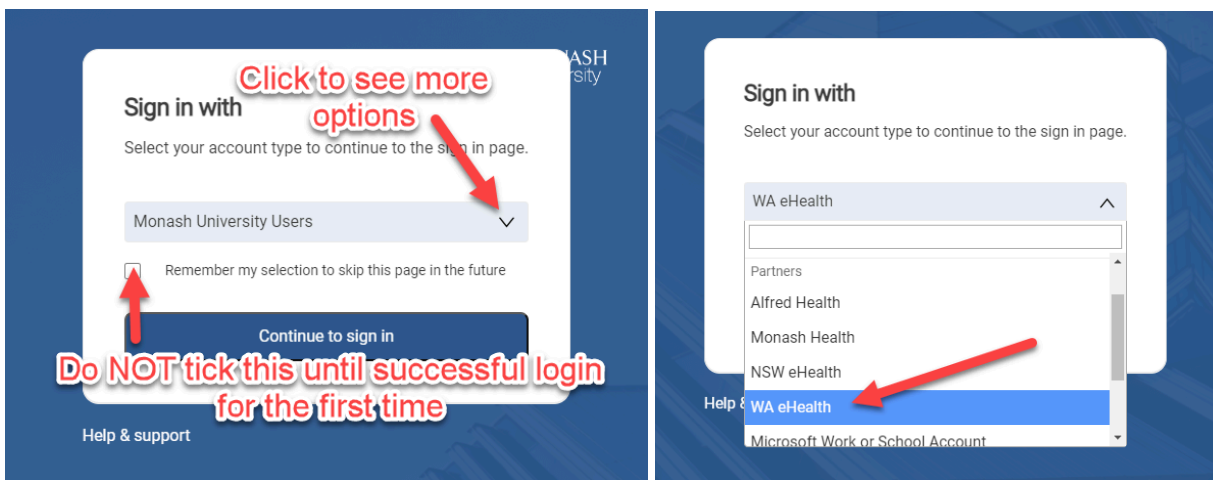 ASH
rsity
Click to see more
options
Sign in with
Select your account type to continue to the sign in page.
Monash University Users
Remember my selection to skip this page in the future
Continue to sign in
Do NOT tick this until successful login
for the first time
Help & support
Sign in with
Select your account type to continue to the sign in page.
WA eHealth
Partners
Alfred Health
Monash Health
NSW eHealth
WA eHealth
Microsoft Work or School Account
Help &